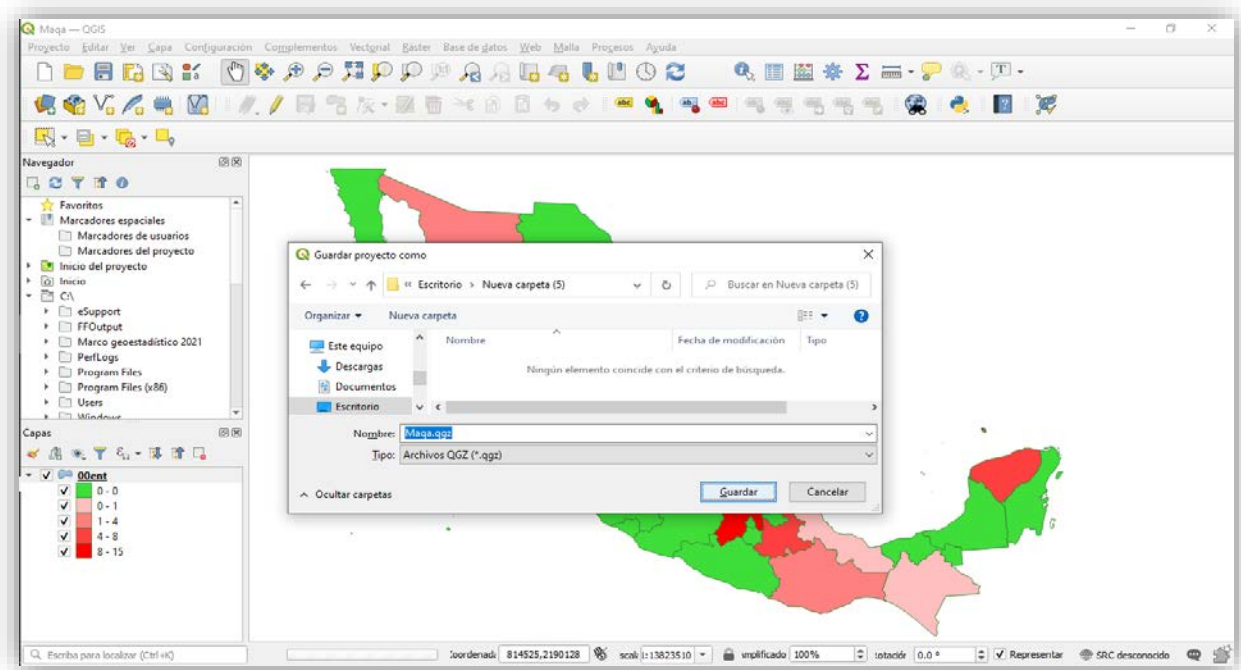 Maqa — QGIS
Proyecto Editar Ver Capa Configuración Complementos Vectorial Ráster Base de datos Web Malla Procesos Ayuda
Navegador
Favoritos
Marcadores espaciales
Marcadores de usuarios
Marcadores del proyecto
Inicio del proyecto
Inicio
C:\
eSupport
FFOutput
Marco geoestadístico 2021
PerfLogs
Program Files
Program Files (x86)
Users
Windows
Capas
00ent
0 - 0
0 - 1
1 - 4
4 - 8
8 - 15
Guardar proyecto como
« Escritorio › Nueva carpeta (5)
Buscar en Nueva carpeta (5)
Organizar
Nueva carpeta
Este equipo
Descargas
Documentos
Escritorio
Nombre
Fecha de modificación
Tipo
Ningún elemento coincide con el criterio de búsqueda.
Nombre: Maqa.qgz
Tipo: Archivos QGZ (*.qgz)
Ocultar carpetas
Guardar
Cancelar
Escriba para localizar (Ctrl+K)
Coordenada 814525,2190128
scale 1:13823510
amplificado 100%
rotación 0.0 °
Representar
SRC desconocido